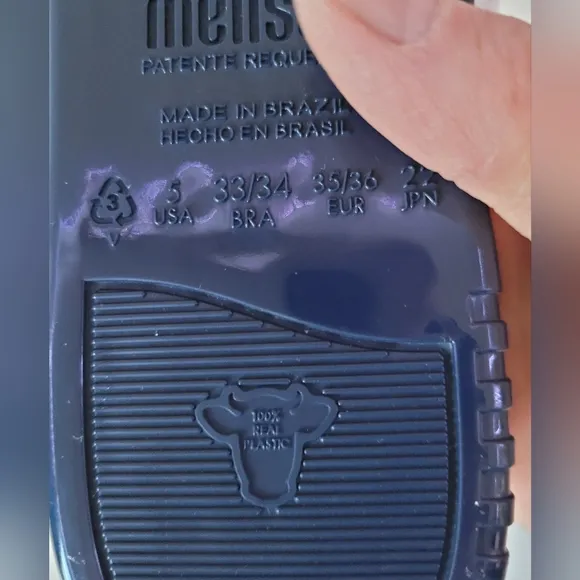 PATENTE
MADE IN BRAZIL
HECHO EN BRASIL
3 5 33/34 35/36 22
USA BRA EUR JPN
100%
REAL
PLASTIC